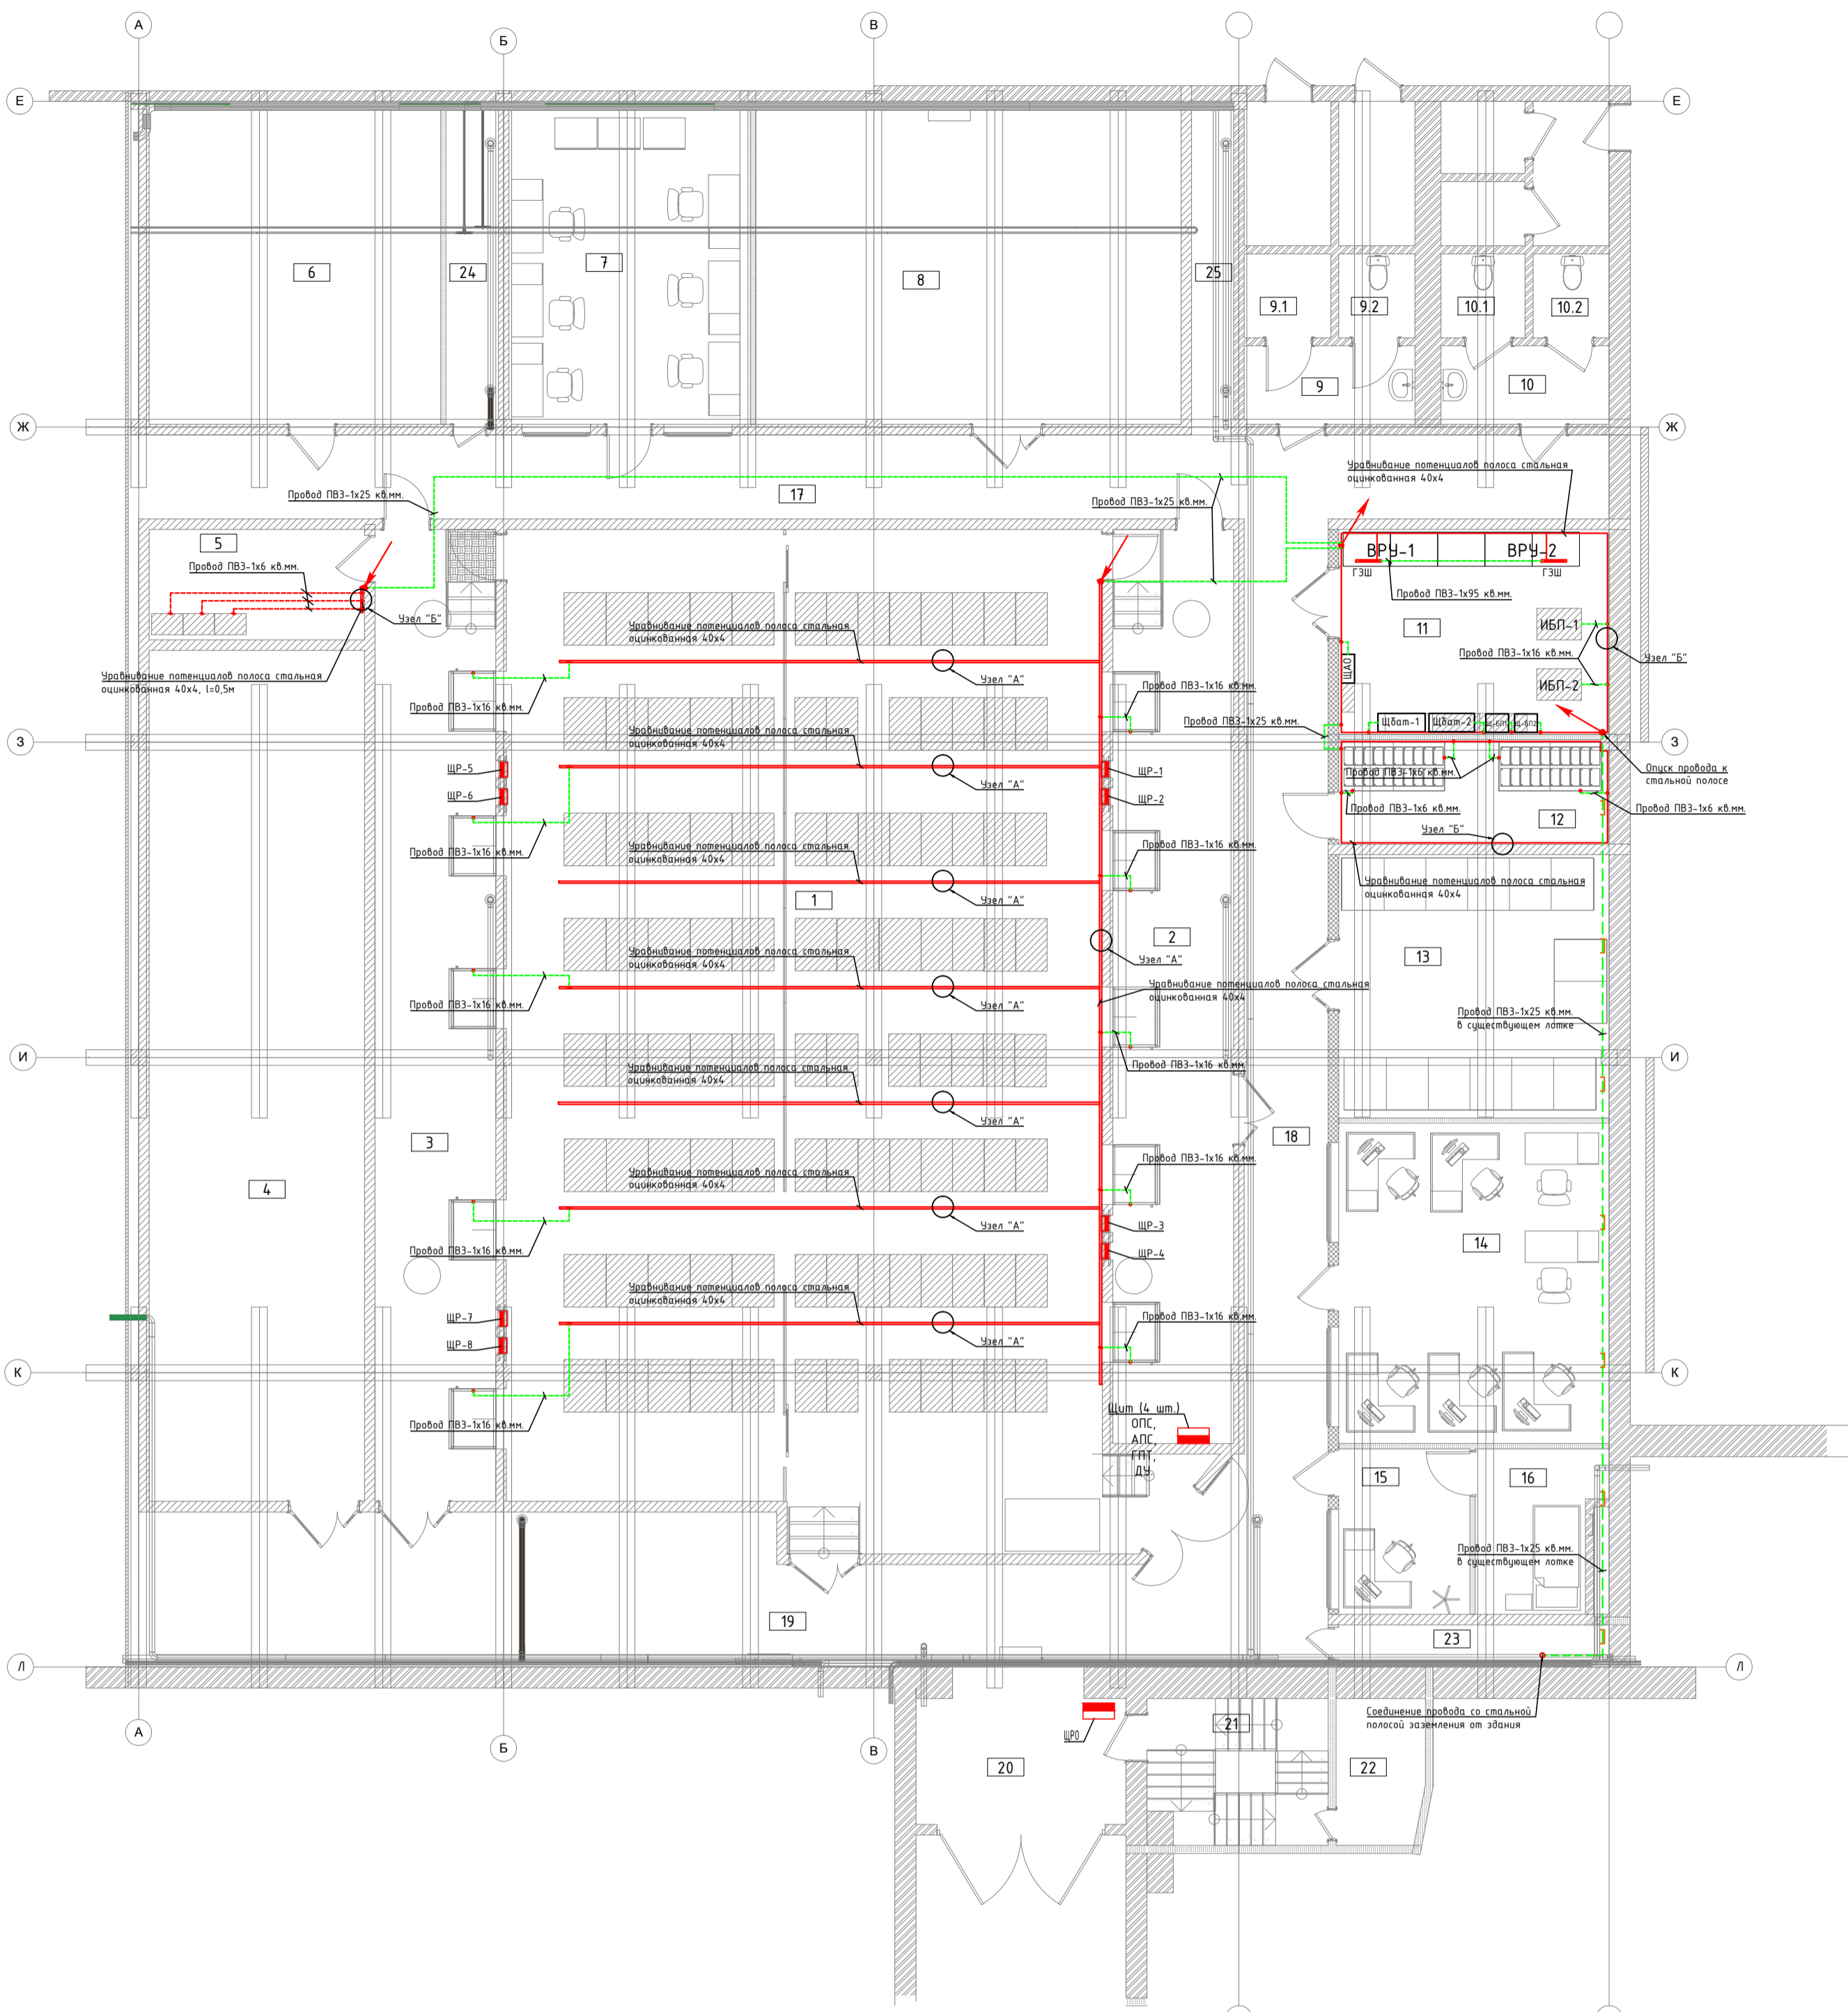 А
Б
В
Е
Е
6
24
7
8
25
9.1
9.2
10.1
10.2
9
10
Ж
Ж
Уравнивание потенциалов полоса стальная
оцинкованная 40х4
Провод ПВ3-1х25 кв.мм.
17
Провод ПВ3-1х25 кв.мм.
5
Провод ПВ3-1х6 кв.мм.
ВРУ-1
ВРУ-2
ГЗШ
ГЗШ
Провод ПВ3-1х95 кв.мм.
Узел "Б"
Уравнивание потенциалов полоса стальная
оцинкованная 40х4
11
ИБП-1
Провод ПВ3-1х16 кв.мм.
Узел "Б"
ЩАО
Узел "А"
Уравнивание потенциалов полоса стальная
оцинкованная 40х4, l=0,5м
ИБП-2
Провод ПВ3-1х16 кв.мм.
Провод ПВ3-1х16 кв.мм.
Провод ПВ3-1х25 кв.мм.
Щбат-1
Щбат-2
Щ-БП1
Щ-БП2
Уравнивание потенциалов полоса стальная
оцинкованная 40х4
З
З
ЩР-5
ЩР-1
Узел "А"
Провод ПВ3-1х6 кв.мм.
Опуск провода к
стальной полосе
ЩР-6
ЩР-2
Провод ПВ3-1х6 кв.мм.
Провод ПВ3-1х6 кв.мм.
12
Узел "Б"
Провод ПВ3-1х16 кв.мм.
Уравнивание потенциалов полоса стальная
оцинкованная 40х4
Провод ПВ3-1х16 кв.мм.
Уравнивание потенциалов полоса стальная
оцинкованная 40х4
1
Узел "А"
2
13
Уравнивание потенциалов полоса стальная
оцинкованная 40х4
Узел "А"
Уравнивание потенциалов полоса стальная
оцинкованная 40х4
Провод ПВ3-1х16 кв.мм.
Узел "А"
Провод ПВ3-1х25 кв.мм.
в существующем лотке
И
И
Уравнивание потенциалов полоса стальная
оцинкованная 40х4
Провод ПВ3-1х16 кв.мм.
Узел "А"
3
18
Провод ПВ3-1х16 кв.мм.
4
Уравнивание потенциалов полоса стальная
оцинкованная 40х4
Узел "А"
ЩР-3
Провод ПВ3-1х16 кв.мм.
ЩР-4
14
Уравнивание потенциалов полоса стальная
оцинкованная 40х4
ЩР-7
Провод ПВ3-1х16 кв.мм.
ЩР-8
Узел "А"
К
К
Щит (4 шт.)
ОПС,
АПС,
ГПТ,
ДУ.
Провод ПВ3-1х16 кв.мм.
15
16
Провод ПВ3-1х25 кв.мм.
в существующем лотке
19
23
Л
Л
Соединение провода со стальной
полосой заземления от здания
А
Б
В
ЩРО
21
20
22